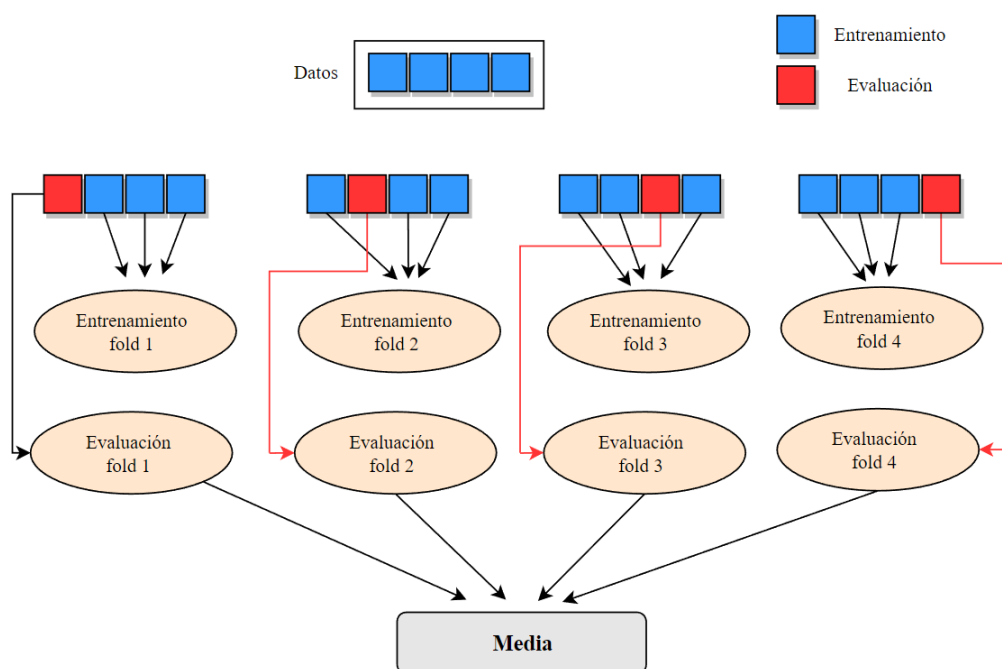 Datos
Entrenamiento
Evaluación
Entrenamiento
fold 1
Entrenamiento
fold 2
Entrenamiento
fold 3
Entrenamiento
fold 4
Evaluación
fold 1
Evaluación
fold 2
Evaluación
fold 3
Evaluación
fold 4
Media